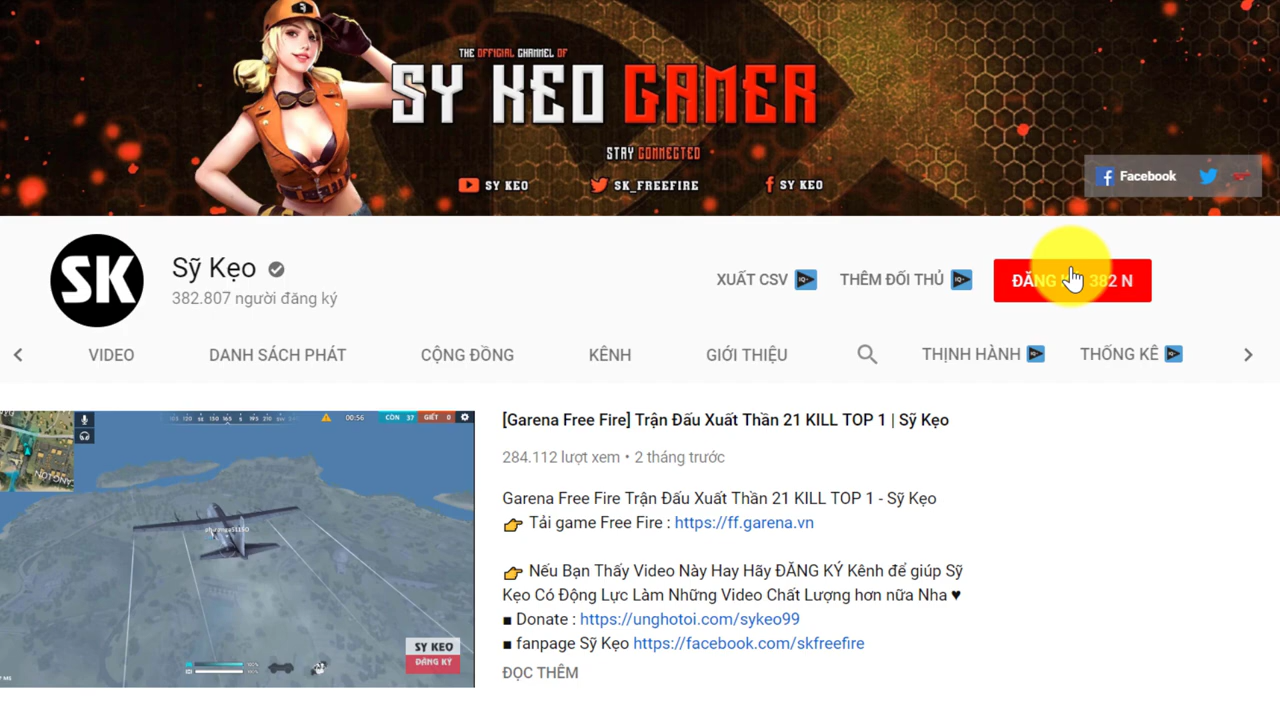 THE OFFICIAL CHANNEL OF
SY KEO GAMER
STAY CONNECTED
SY KEO
SK_FREEFIRE
SY KEO
Facebook
SK
Sỹ Kẹo
382.807 người đăng ký
XUẤT CSV
THÊM ĐỐI THỦ
382 N
VIDEO
DANH SÁCH PHÁT
CỘNG ĐỒNG
KÊNH
GIỚI THIỆU
THỊNH HÀNH
THỐNG KÊ
00:56
CÒN 37
GIẾT 0
SY KEO
ĐĂNG KÝ
[Garena Free Fire] Trận Đấu Xuất Thần 21 KILL TOP 1 | Sỹ Kẹo
284.112 lượt xem • 2 tháng trước
Garena Free Fire Trận Đấu Xuất Thần 21 KILL TOP 1 - Sỹ Kẹo
👉 Tải game Free Fire : https://ff.garena.vn
👉 Nếu Bạn Thấy Video Này Hay Hãy ĐĂNG KÝ Kênh để giúp Sỹ
Kẹo Có Động Lực Làm Những Video Chất Lượng hơn nữa Nha ♥
■ Donate : https://unghotoi.com/sykeo99
■ fanpage Sỹ Kẹo https://facebook.com/skfreefire
ĐỌC THÊM